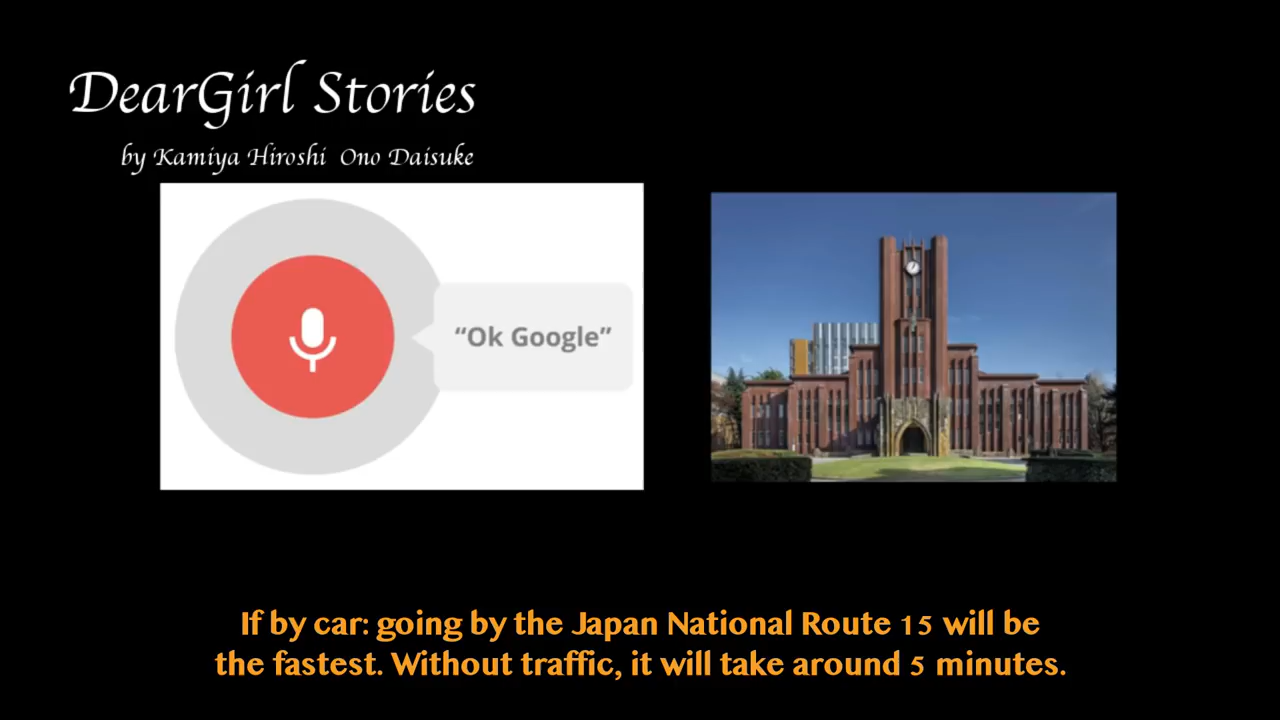 DearGirl Stories
by Kamiya Hiroshi Ono Daisuke
“Ok Google”
If by car: going by the Japan National Route 15 will be
the fastest. Without traffic, it will take around 5 minutes.